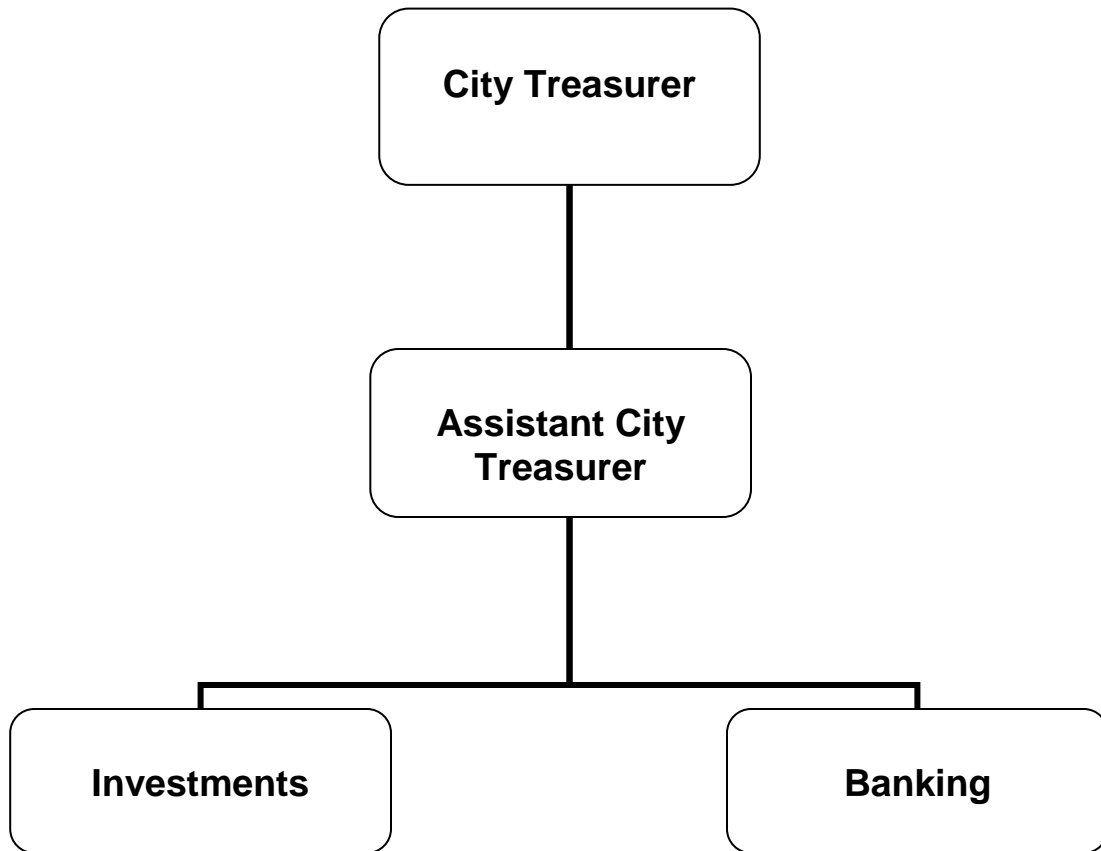 City Treasurer
Assistant City
Treasurer
Investments
Banking